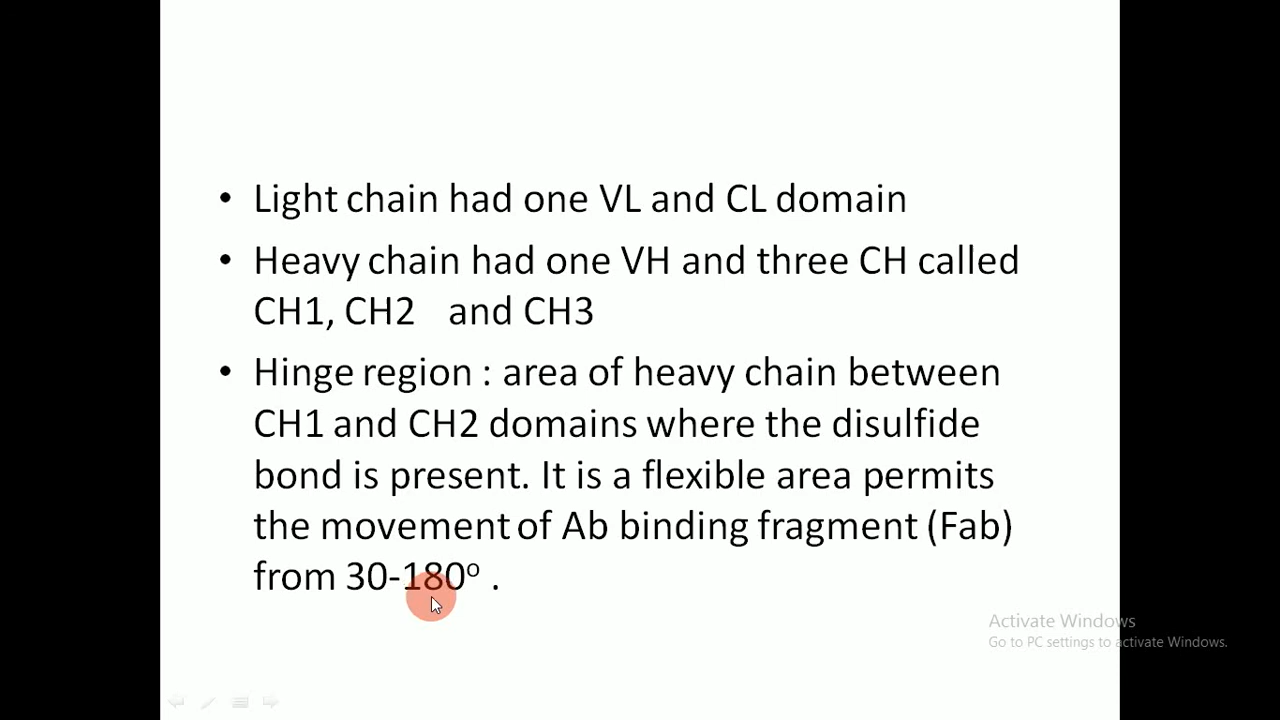 • Light chain had one VL and CL domain
• Heavy chain had one VH and three CH called
CH1, CH2 and CH3
• Hinge region : area of heavy chain between
CH1 and CH2 domains where the disulfide
bond is present. It is a flexible area permits
the movement of Ab binding fragment (Fab)
from 30-180º .
Activate Windows
Go to PC settings to activate Windows.